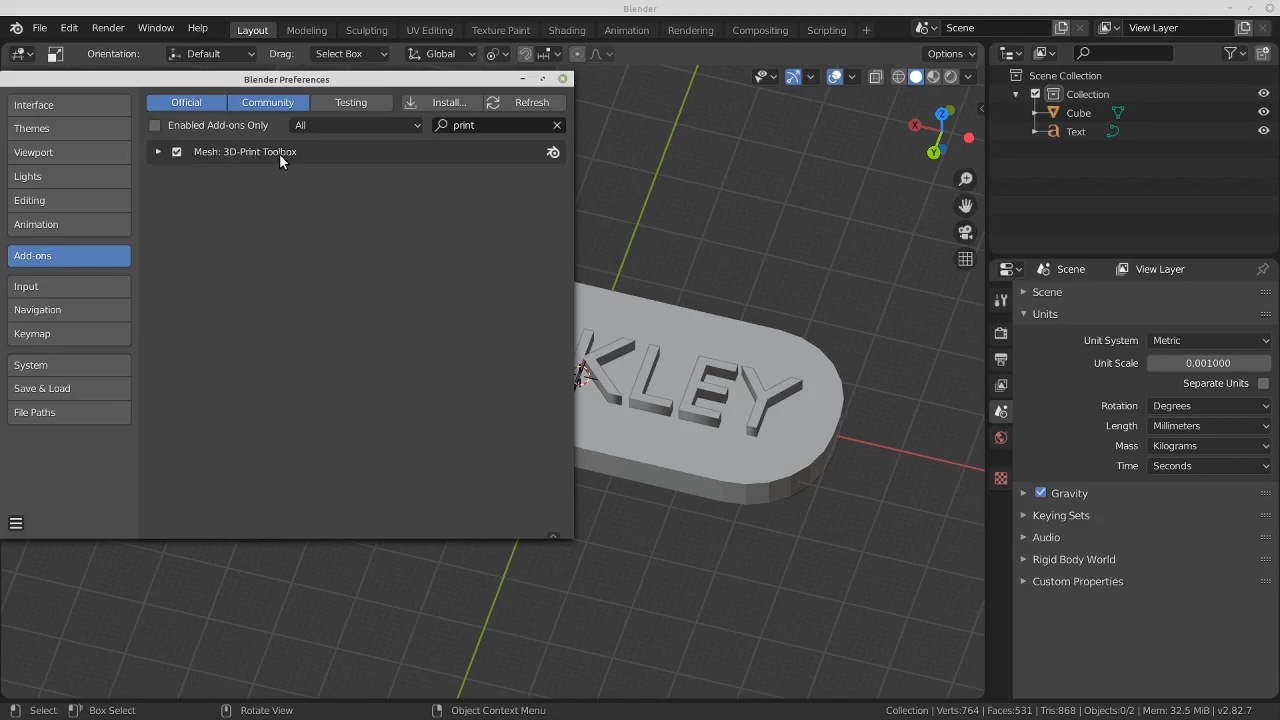 Blender
File Edit Render Window Help Layout Modeling Sculpting UV Editing Texture Paint Shading Animation Rendering Compositing Scripting + Scene View Layer
Orientation: Default Drag: Select Box Global Options
Blender Preferences
Interface
Themes
Viewport
Lights
Editing
Animation
Add-ons
Input
Navigation
Keymap
System
Save & Load
File Paths
Official Community Testing Install... Refresh
Enabled Add-ons Only All print
Mesh: 3D-Print Toolbox
KLEY
X
Z
Y
Scene Collection
Collection
Cube
Text
Scene View Layer
Scene
Units
Unit System Metric
Unit Scale 0.001000
Separate Units
Rotation Degrees
Length Millimeters
Mass Kilograms
Time Seconds
Gravity
Keying Sets
Audio
Rigid Body World
Custom Properties
Select Box Select Rotate View Object Context Menu Collection | Verts:764 | Faces:531 | Tris:868 | Objects:0/2 | Mem: 32.5 MiB | v2.82.7